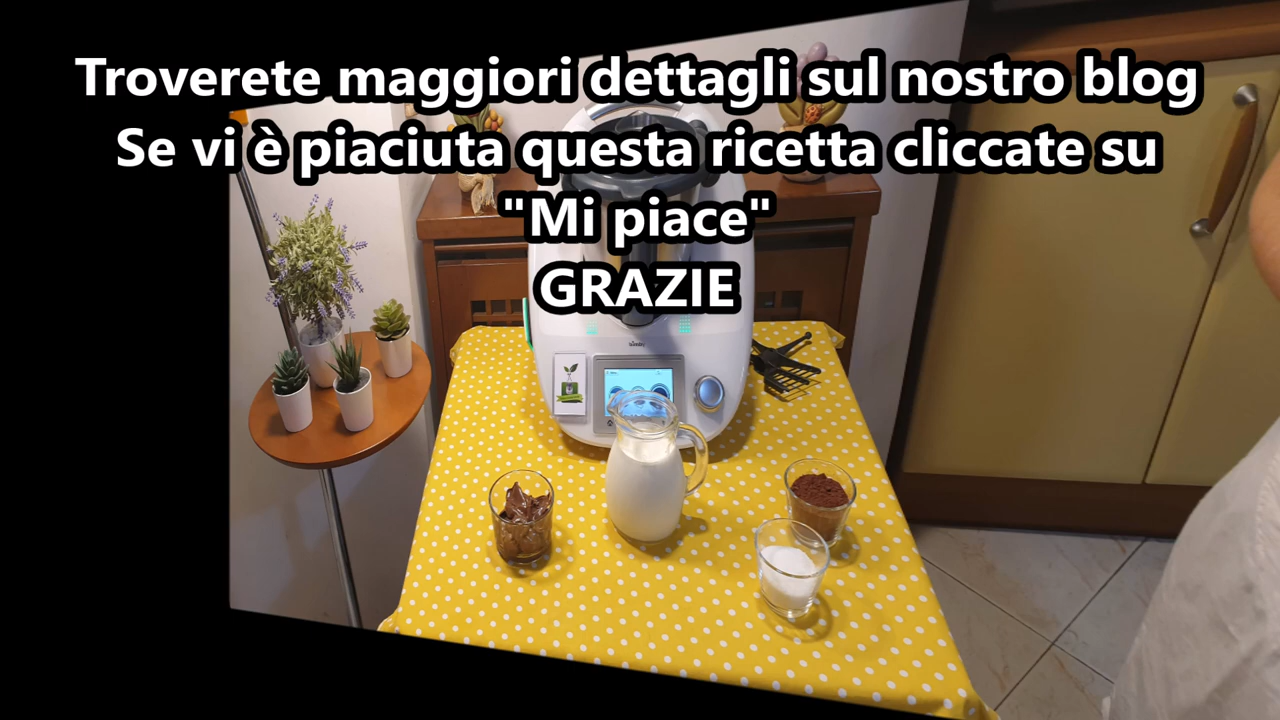 Troverete maggiori dettagli sul nostro blog
Se vi è piaciuta questa ricetta cliccate su
"Mi piace"
GRAZIE